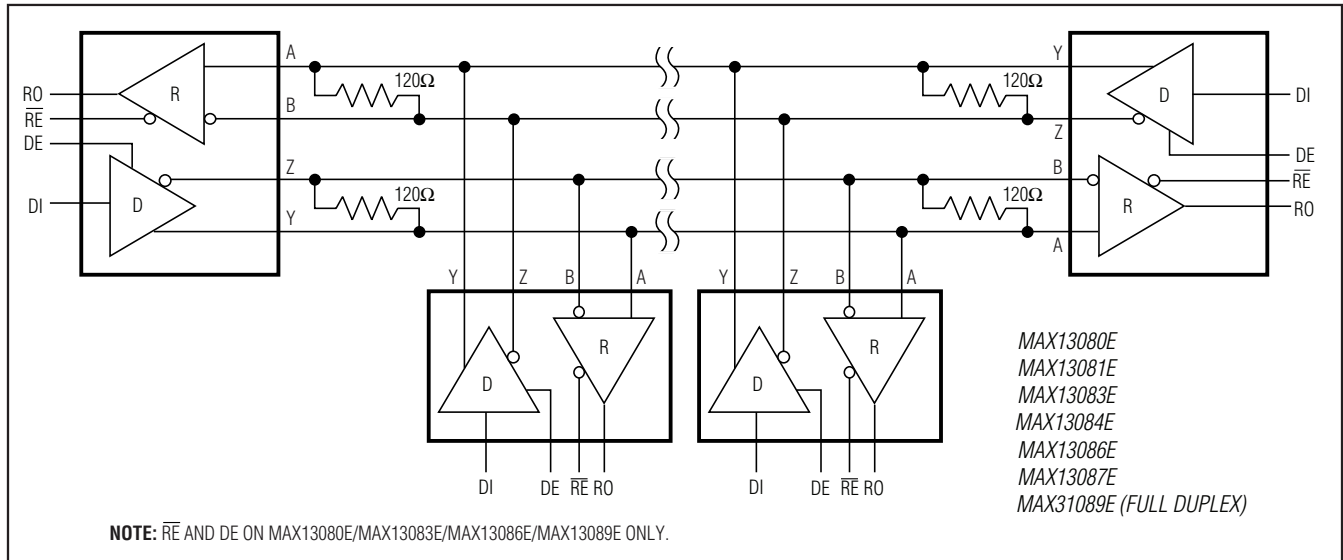 A
Y
120Ω
120Ω
RO
R
D
DI
RE
B
Z
DE
DE
Z
B
RE
120Ω
120Ω
DI
D
R
RO
Y
A
Y
Z
B
A
Y
Z
B
A
R
R
D
D
DI
DE
RE
RO
DI
DE
RE
RO
MAX13080E
MAX13081E
MAX13083E
MAX13084E
MAX13086E
MAX13087E
MAX31089E (FULL DUPLEX)
NOTE: RE AND DE ON MAX13080E/MAX13083E/MAX13086E/MAX13089E ONLY.